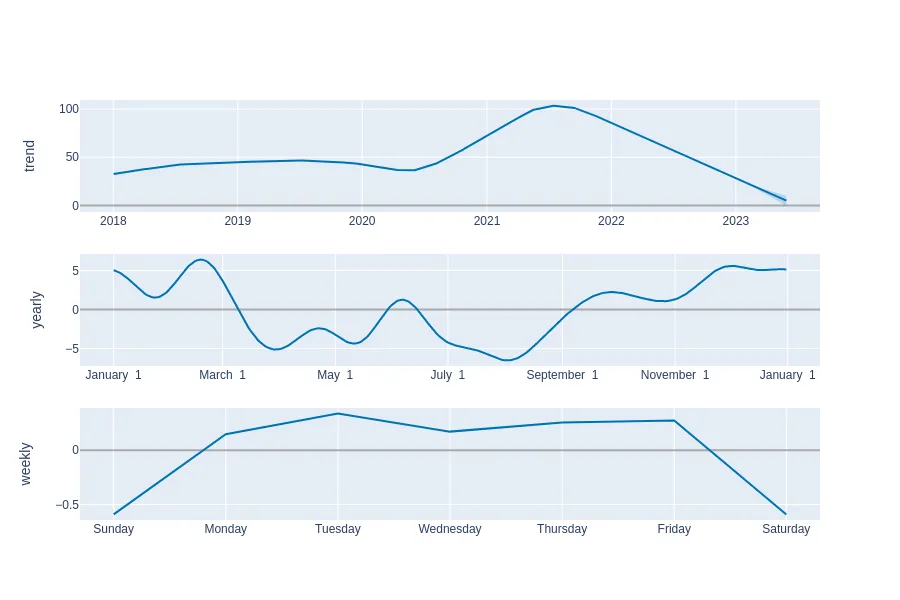 trend
100
50
0
2018 2019 2020 2021 2022 2023
yearly
5
0
−5
January 1 March 1 May 1 July 1 September 1 November 1 January 1
weekly
0
−0.5
Sunday Monday Tuesday Wednesday Thursday Friday Saturday